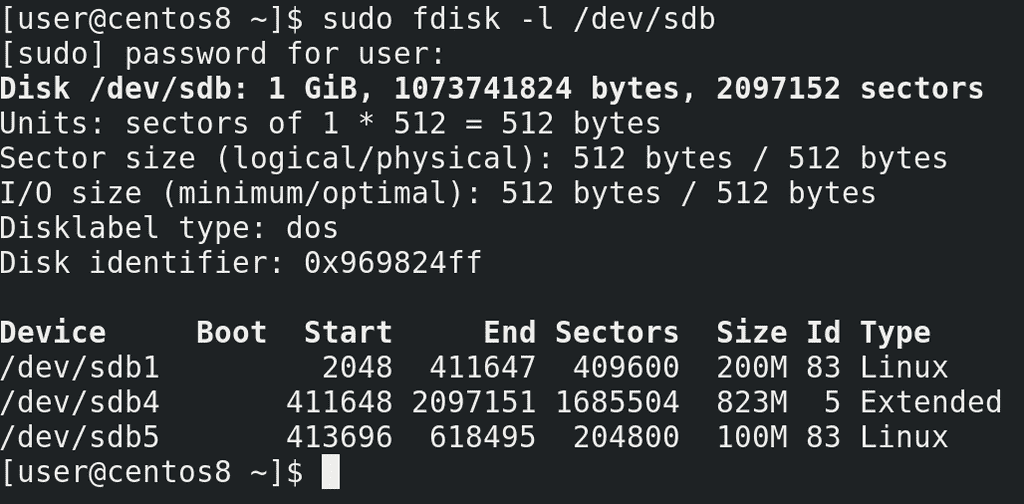 [user@centos8 ~]$ sudo fdisk -l /dev/sdb
[sudo] password for user:
Disk /dev/sdb: 1 GiB, 1073741824 bytes, 2097152 sectors
Units: sectors of 1 * 512 = 512 bytes
Sector size (logical/physical): 512 bytes / 512 bytes
I/O size (minimum/optimal): 512 bytes / 512 bytes
Disklabel type: dos
Disk identifier: 0x969824ff

Device     Boot  Start     End Sectors  Size Id Type
/dev/sdb1         2048  411647  409600  200M 83 Linux
/dev/sdb4       411648 2097151 1685504  823M  5 Extended
/dev/sdb5       413696  618495  204800  100M 83 Linux
[user@centos8 ~]$